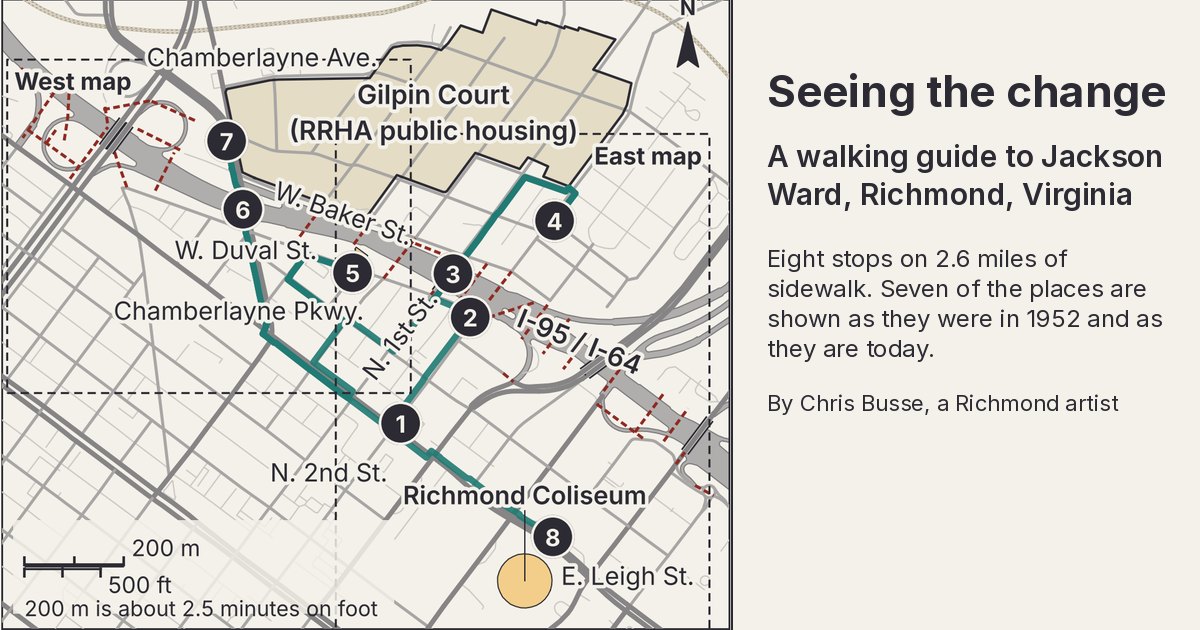 N
Chamberlayne Ave.
West map
Gilpin Court
(RRHA public housing)
East map
7
6
W. Baker St.
4
W. Duval St.
5
3
Chamberlayne Pkwy.
N. 1st St.
2
I-95 / I-64
1
N. 2nd St.
Richmond Coliseum
8
200 m
500 ft
E. Leigh St.
200 m is about 2.5 minutes on foot
Seeing the change
A walking guide to Jackson
Ward, Richmond, Virginia
Eight stops on 2.6 miles of
sidewalk. Seven of the places are
shown as they were in 1952 and as
they are today.
By Chris Busse, a Richmond artist